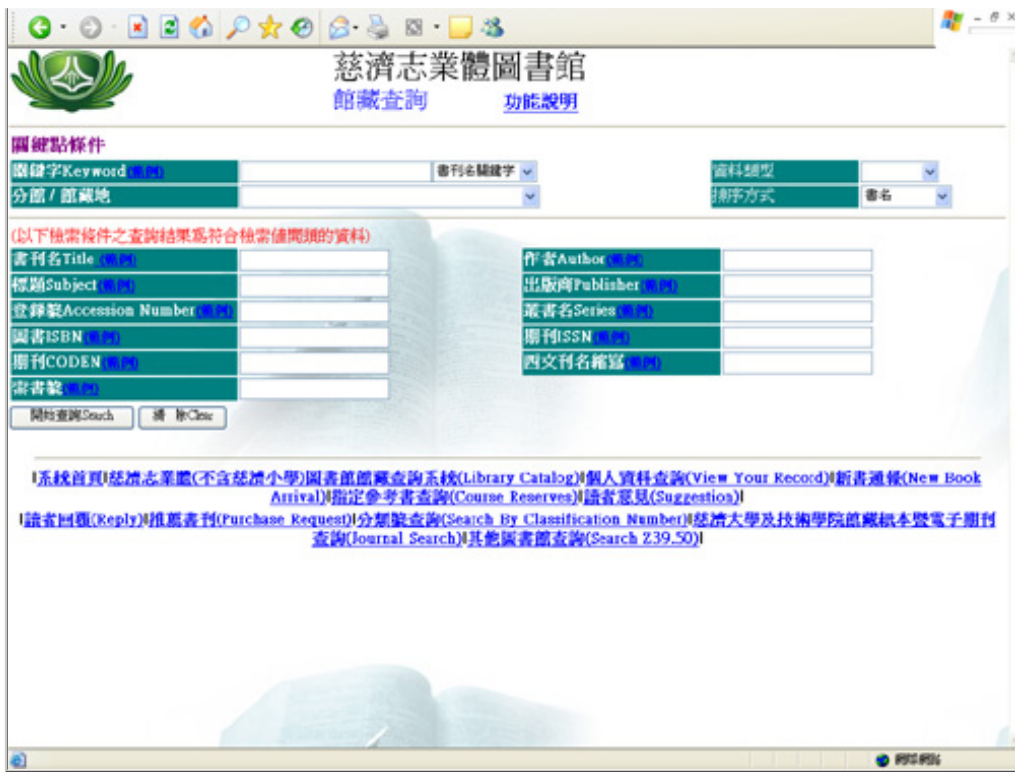 慈濟志業體圖書館
館藏查詢 功能說明
關鍵點條件
關鍵字Keyword(範例) 書刊名關鍵字 資料類型
分館 / 館藏地 排序方式 書名
(以下檢索條件之查詢結果為符合檢索值開頭的資料)
書刊名Title (範例) 作者Author(範例)
標題Subject(範例) 出版商Publisher(範例)
登錄號Accession Number(範例) 叢書名Series(範例)
圖書ISBN(範例) 期刊ISSN(範例)
期刊CODEN(範例) 西文刊名縮寫(範例)
索書號(範例)
開始查詢Search 清 除Clear
|系統首頁|慈濟志業體(不含慈濟小學)圖書館館藏查詢系統(Library Catalog)|個人資料查詢(View Your Record)|新書通報(New Book
Arrival)|指定參考書查詢(Course Reserves)|讀者意見(Suggestion)|
|讀者回覆(Reply)|推薦書刊(Purchase Request)|分類號查詢(Search By Classification Number)|慈濟大學及技術學院館藏紙本暨電子期刊
查詢(Journal Search)|其他圖書館查詢(Search Z39.50)|
網際網路